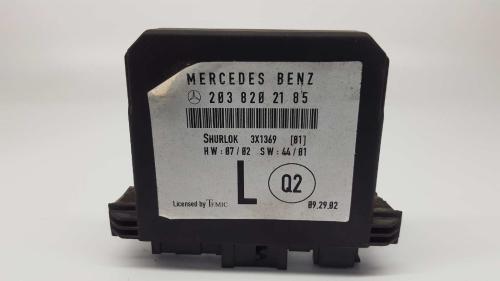 MERCEDES BENZ
203 820 21 85
SHURLOK 3X1369 [01]
HW:07/02 SW:44/01
L Q2
Licensed by TEMIC 09.29.02